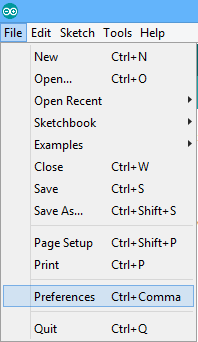 File Edit Sketch Tools Help
New Ctrl+N
Open... Ctrl+O
Open Recent
Sketchbook
Examples
Close Ctrl+W
Save Ctrl+S
Save As... Ctrl+Shift+S
Page Setup Ctrl+Shift+P
Print Ctrl+P
Preferences Ctrl+Comma
Quit Ctrl+Q